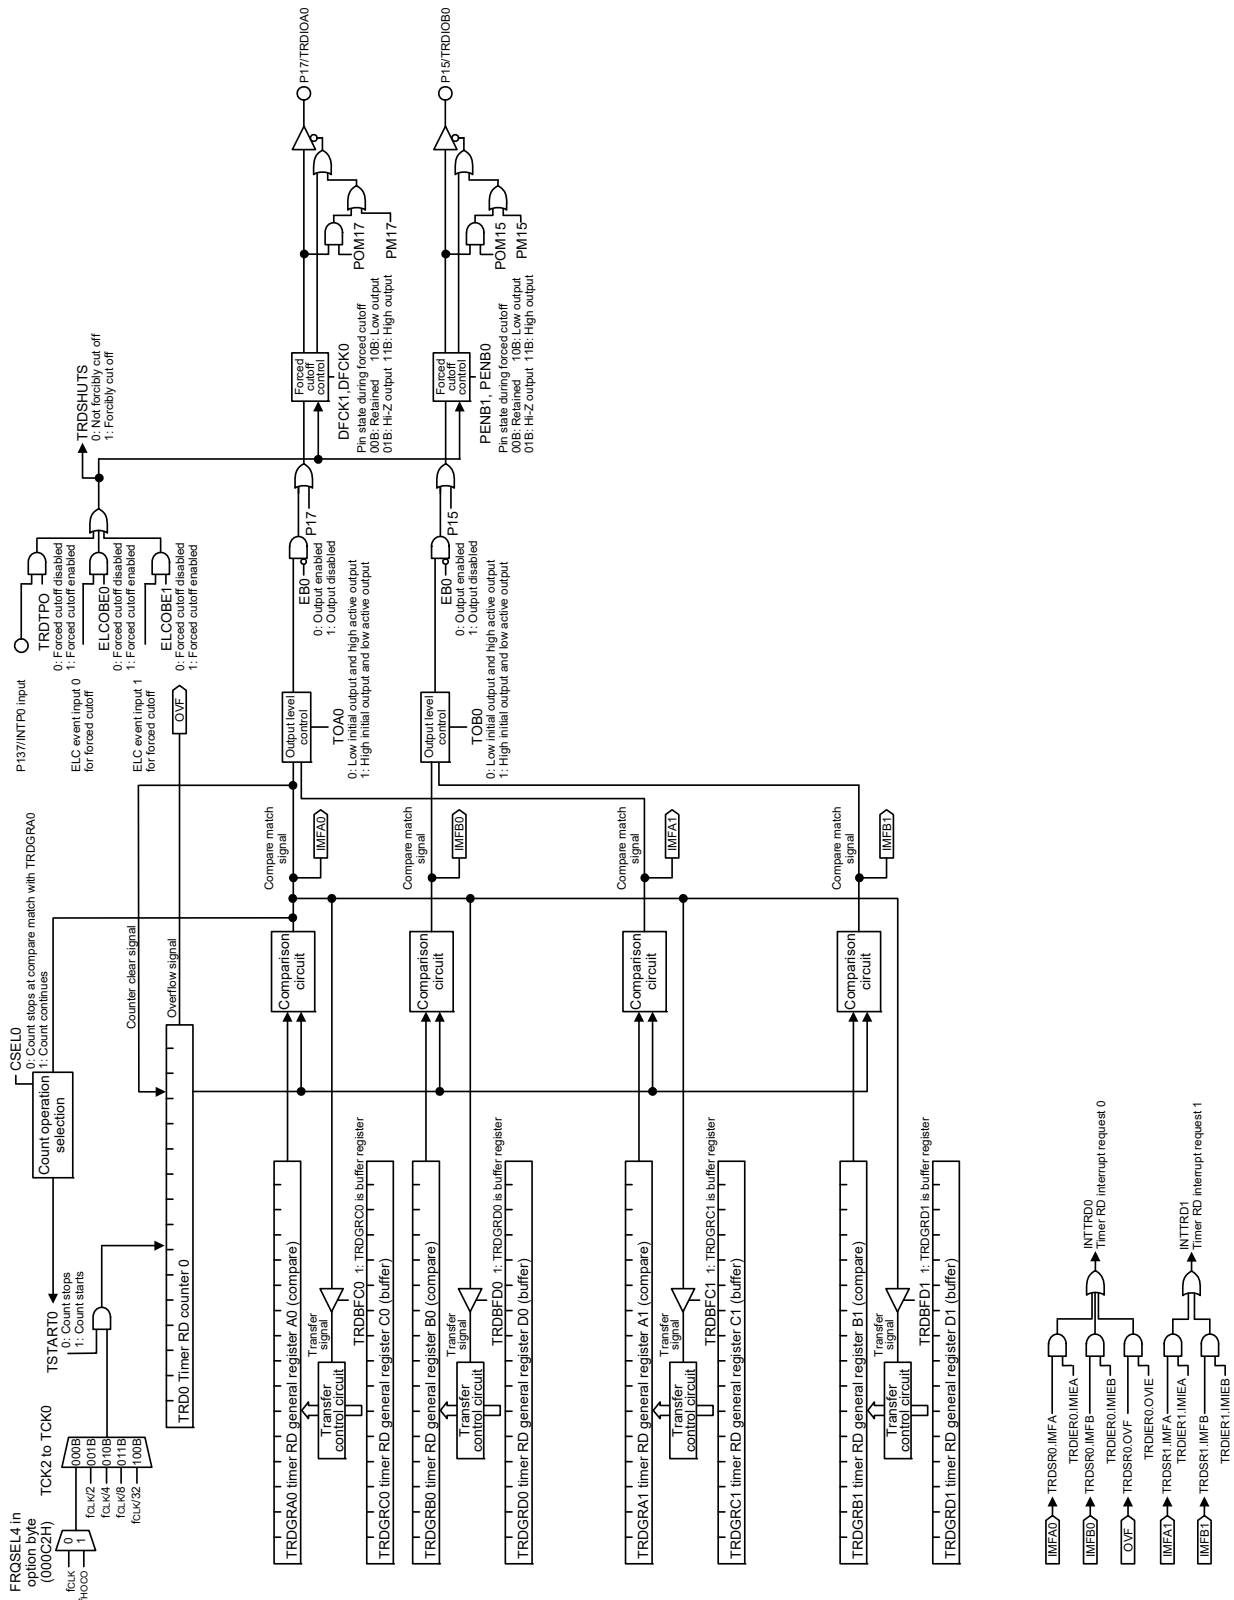 FRQSEL4 in
option byte
(000C2H)
fCLK
fHOCO
0
1
TCK2 to TCK0
000B
001B
010B
011B
100B
fCLK/2
fCLK/4
fCLK/8
fCLK/32
TSTART0
0: Count stops
1: Count starts
Count operation
selection
CSEL0
0: Count stops at compare match with TRDGRA0
1: Count continues
TRD0 Timer RD counter 0
Counter clear signal
Overflow signal
OVF
P137/INTP0 input
TRDTPO
0: Forced cutoff disabled
1: Forced cutoff enabled
ELC event input 0
for forced cutoff
ELCOBE0
0: Forced cutoff disabled
1: Forced cutoff enabled
ELC event input 1
for forced cutoff
ELCOBE1
0: Forced cutoff disabled
1: Forced cutoff enabled
TRDSHUTS
0: Not forcibly cut off
1: Forcibly cut off
TRDGRA0 timer RD general register A0 (compare)
Transfer
control circuit
Transfer
signal
TRDBFC0 1: TRDGRC0 is buffer register
TRDGRC0 timer RD general register C0 (buffer)
Comparison
circuit
Compare match
signal
IMFA0
Output level
control
TOA0
0: Low initial output and high active output
1: High initial output and low active output
EB0
0: Output enabled
1: Output disabled
P17
Forced
cutoff
control
DFCK1,DFCK0
Pin state during forced cutoff
00B: Retained 10B: Low output
01B: Hi-Z output 11B: High output
POM17
PM17
P17/TRDIOA0
TRDGRB0 timer RD general register B0 (compare)
Transfer
control circuit
Transfer
signal
TRDBFD0 1: TRDGRD0 is buffer register
TRDGRD0 timer RD general register D0 (buffer)
Comparison
circuit
Compare match
signal
IMFB0
Output level
control
TOB0
0: Low initial output and high active output
1: High initial output and low active output
EB0
0: Output enabled
1: Output disabled
P15
Forced
cutoff
control
PENB1, PENB0
Pin state during forced cutoff
00B: Retained 10B: Low output
01B: Hi-Z output 11B: High output
POM15
PM15
P15/TRDIOB0
TRDGRA1 timer RD general register A1 (compare)
Transfer
control circuit
Transfer
signal
TRDBFC1 1: TRDGRC1 is buffer register
TRDGRC1 timer RD general register C1 (buffer)
Comparison
circuit
Compare match
signal
IMFA1
TRDGRB1 timer RD general register B1 (compare)
Transfer
control circuit
Transfer
signal
TRDBFD1 1: TRDGRD1 is buffer register
TRDGRD1 timer RD general register D1 (buffer)
Comparison
circuit
Compare match
signal
IMFB1
IMFA0
TRDSR0.IMFA
TRDIER0.IMIEA
IMFB0
TRDSR0.IMFB
TRDIER0.IMIEB
OVF
TRDSR0.OVF
TRDIER0.OVIE
INTTRD0
Timer RD interrupt request 0
IMFA1
TRDSR1.IMFA
TRDIER1.IMIEA
IMFB1
TRDSR1.IMFB
TRDIER1.IMIEB
INTTRD1
Timer RD interrupt request 1